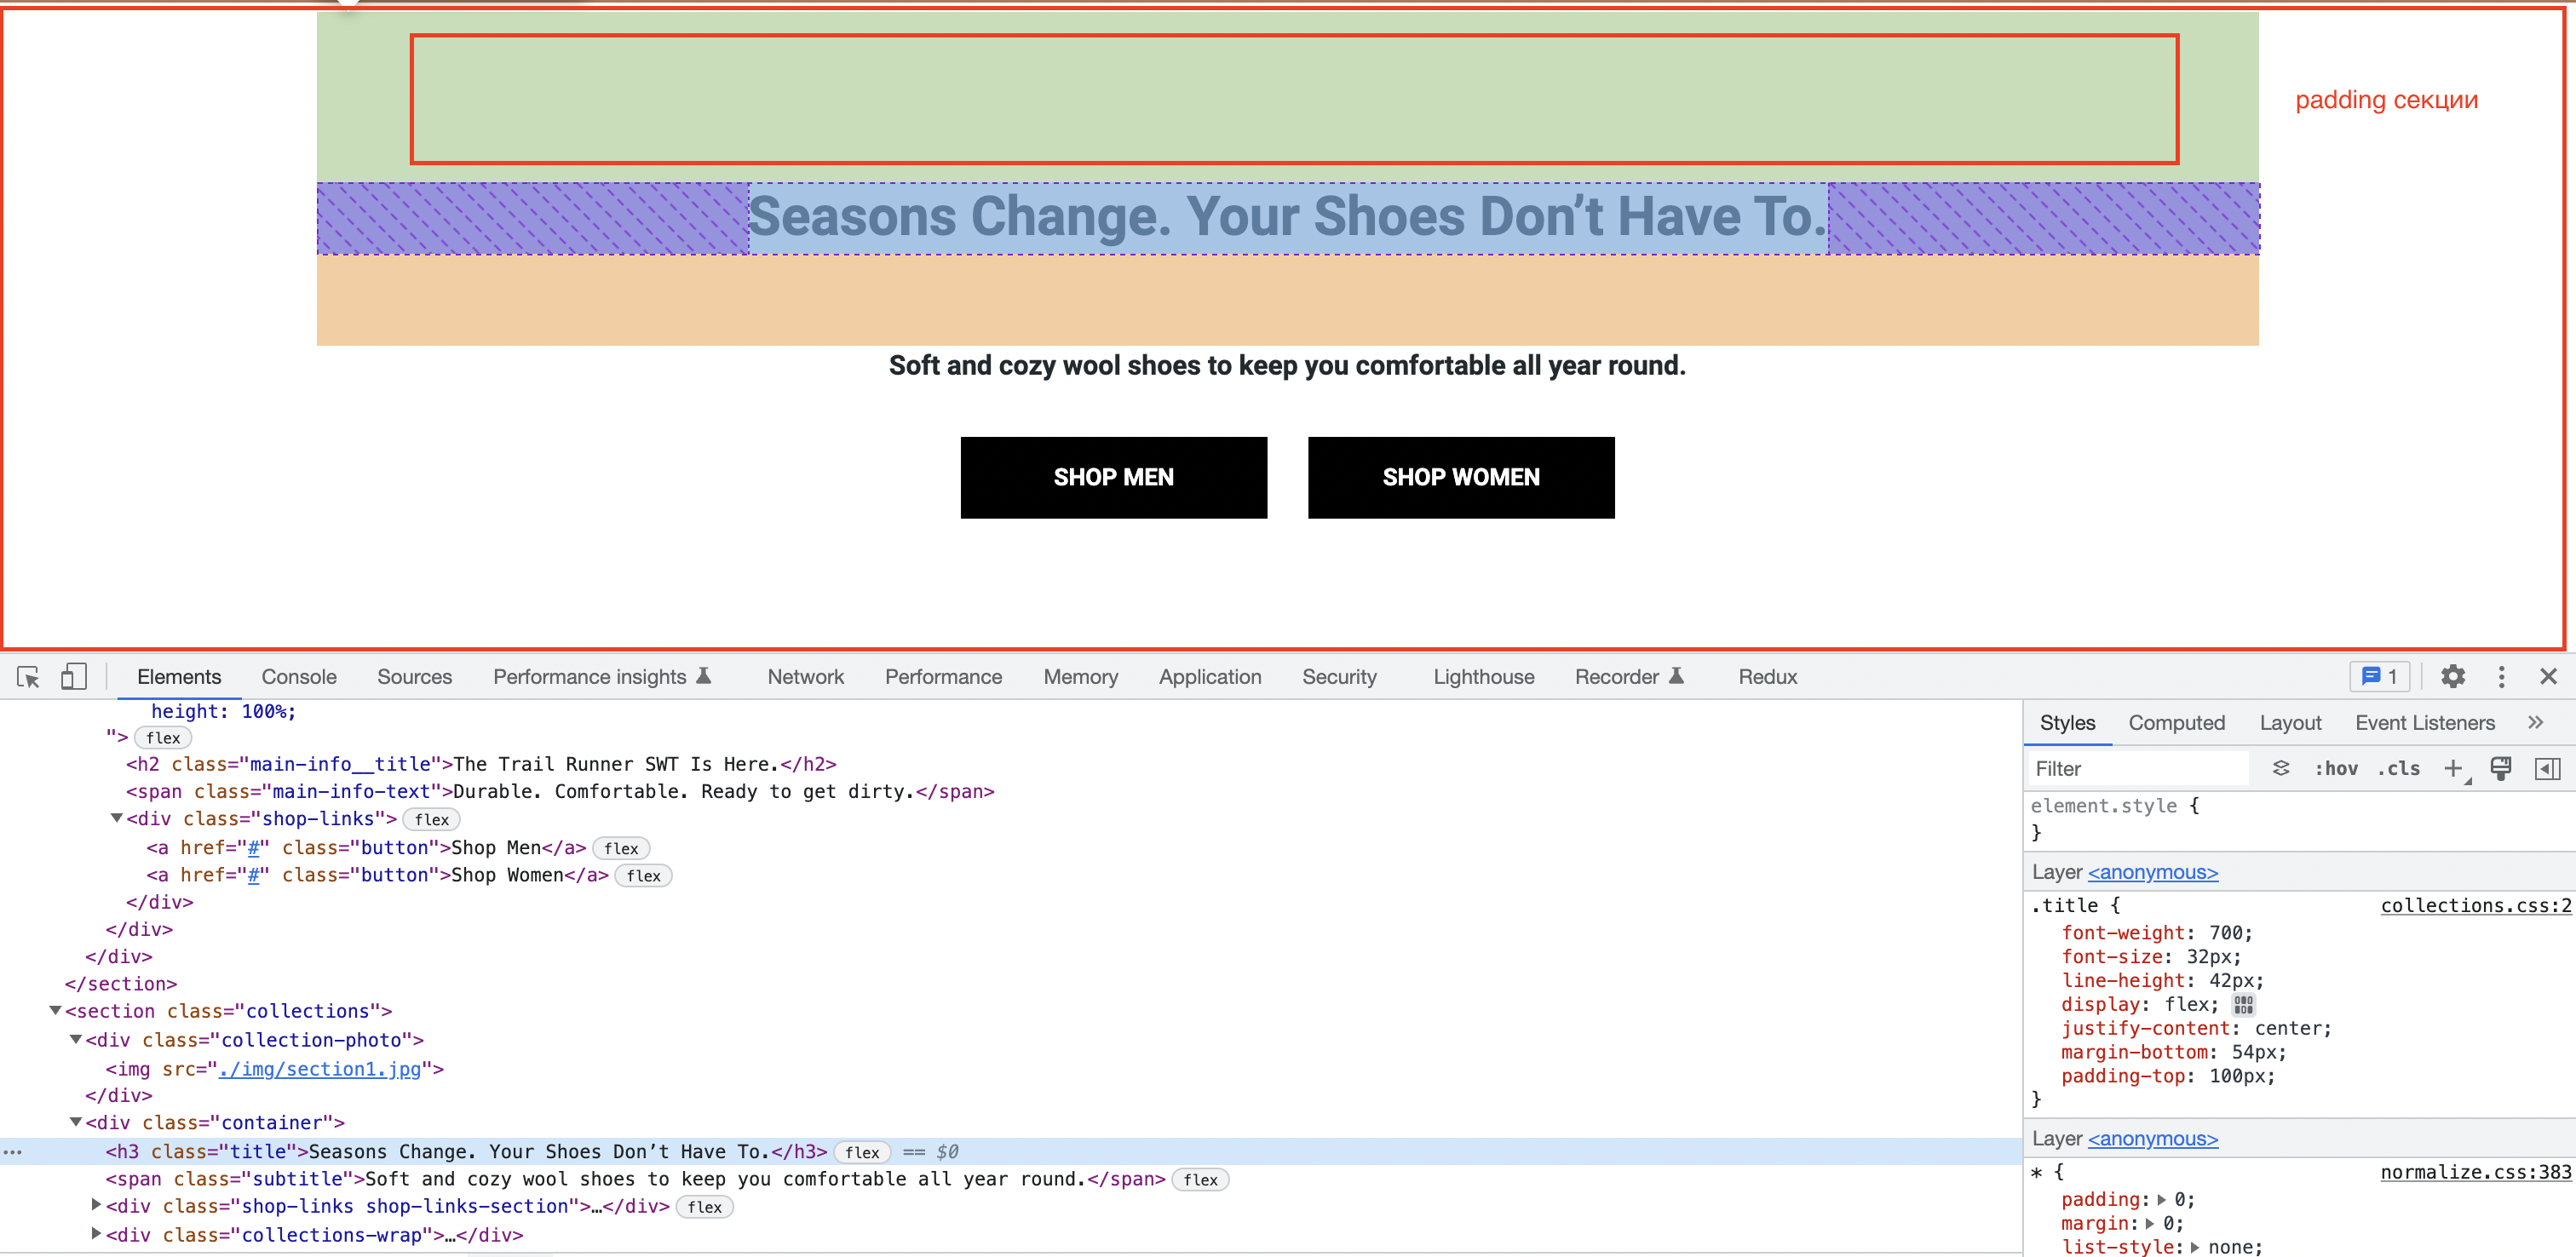 padding секции
Seasons Change. Your Shoes Don’t Have To.
Soft and cozy wool shoes to keep you comfortable all year round.
SHOP MEN SHOP WOMEN
Elements Console Sources Performance insights Network Performance Memory Application Security Lighthouse Recorder Redux 1
height: 100%;
"> flex
<h2 class="main-info__title">The Trail Runner SWT Is Here.</h2>
<span class="main-info-text">Durable. Comfortable. Ready to get dirty.</span>
<div class="shop-links"> flex
<a href="#" class="button">Shop Men</a> flex
<a href="#" class="button">Shop Women</a> flex
</div>
</div>
</div>
</section>
<section class="collections">
<div class="collection-photo">
<img src="./img/section1.jpg">
</div>
<div class="container">
... <h3 class="title">Seasons Change. Your Shoes Don’t Have To.</h3> flex == $0
<span class="subtitle">Soft and cozy wool shoes to keep you comfortable all year round.</span> flex
<div class="shop-links shop-links-section">…</div> flex
<div class="collections-wrap">…</div>
Styles Computed Layout Event Listeners »
Filter :hov .cls +
element.style {
}
Layer <anonymous>
.title { collections.css:2
font-weight: 700;
font-size: 32px;
line-height: 42px;
display: flex;
justify-content: center;
margin-bottom: 54px;
padding-top: 100px;
}
Layer <anonymous>
* { normalize.css:383
padding: 0;
margin: 0;
list-style: none;